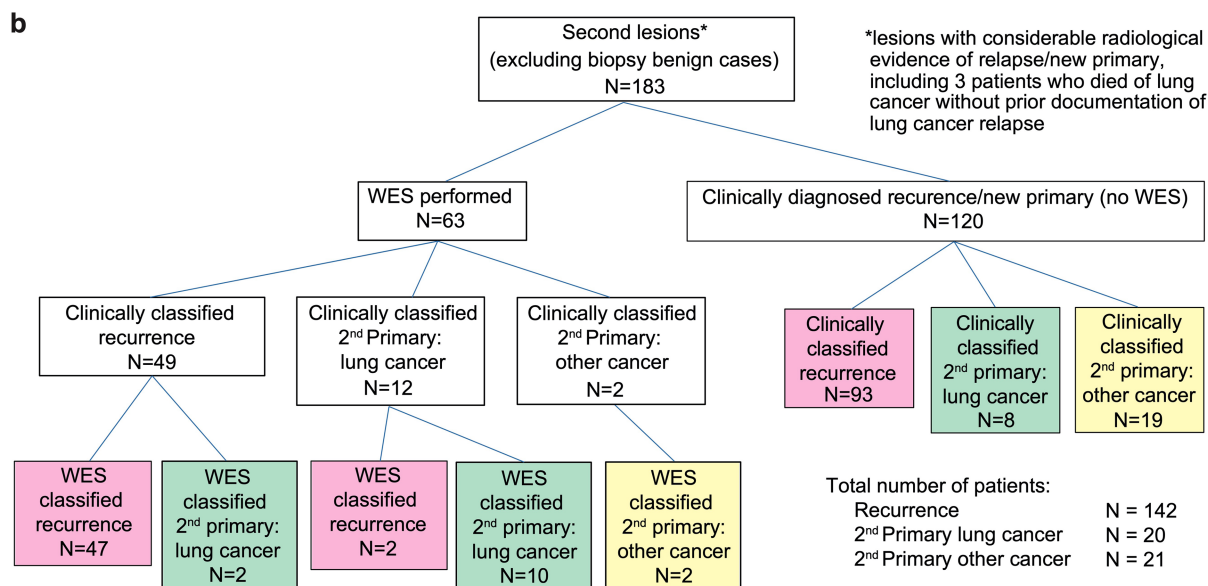 b
Second lesions*
(excluding biopsy benign cases)
N=183
*lesions with considerable radiological
evidence of relapse/new primary,
including 3 patients who died of lung
cancer without prior documentation of
lung cancer relapse
WES performed
N=63
Clinically diagnosed recurence/new primary (no WES)
N=120
Clinically classified
recurrence
N=49
Clinically classified
2nd Primary:
lung cancer
N=12
Clinically classified
2nd Primary:
other cancer
N=2
Clinically
classified
recurrence
N=93
Clinically
classified
2nd primary:
lung cancer
N=8
Clinically
classified
2nd primary:
other cancer
N=19
WES
classified
recurrence
N=47
WES
classified
2nd primary:
lung cancer
N=2
WES
classified
recurrence
N=2
WES
classified
2nd primary:
lung cancer
N=10
WES
classified
2nd primary:
other cancer
N=2
Total number of patients:
Recurrence N = 142
2nd Primary lung cancer N = 20
2nd Primary other cancer N = 21